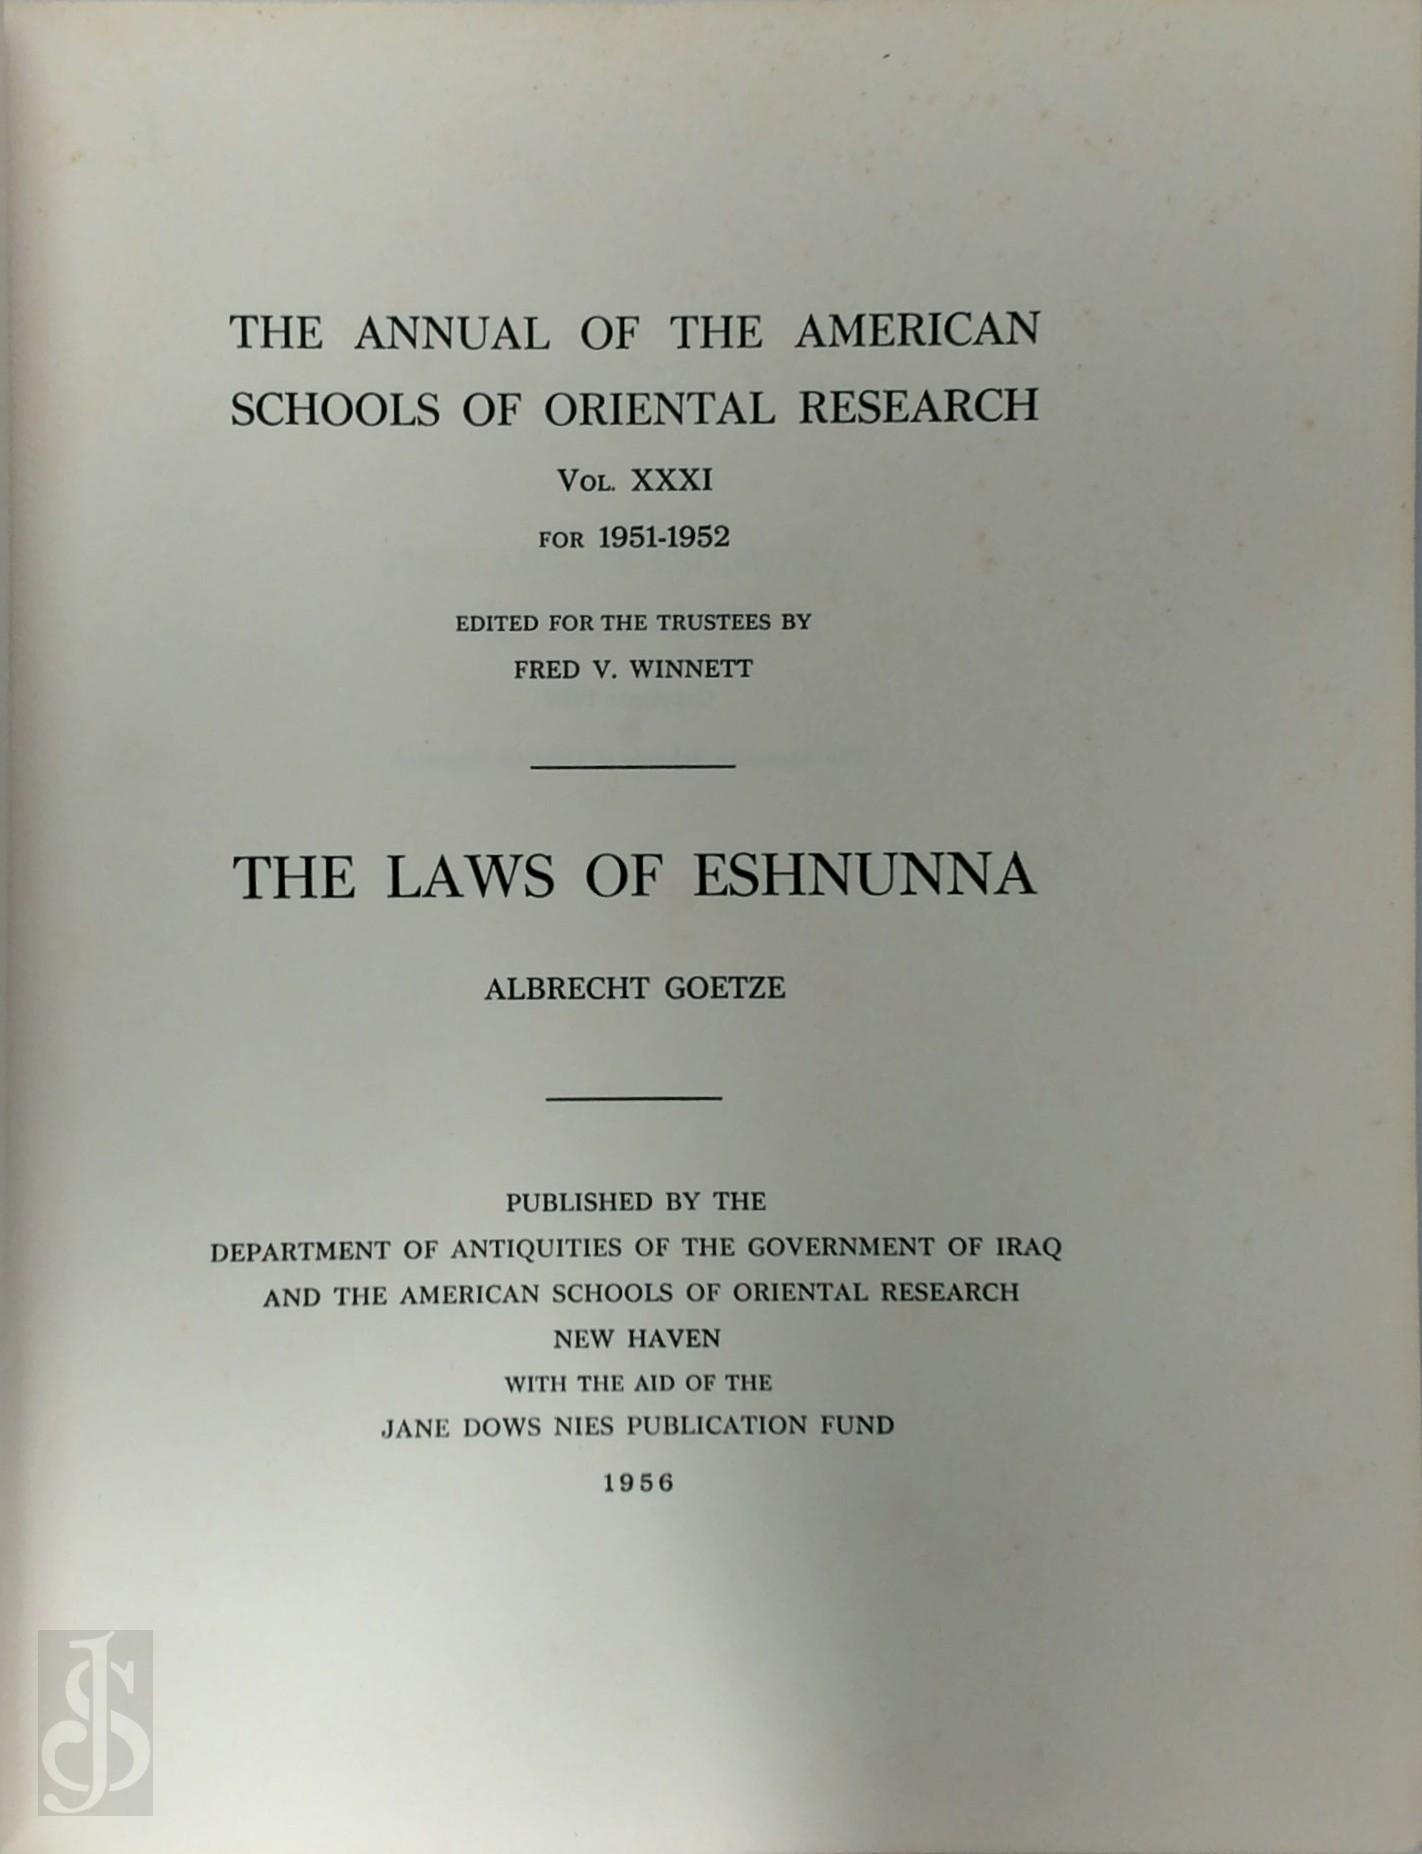 THE ANNUAL OF THE AMERICAN
SCHOOLS OF ORIENTAL RESEARCH
VOL. XXXI
FOR 1951-1952
EDITED FOR THE TRUSTEES BY
FRED V. WINNETT
THE LAWS OF ESHNUNNA
ALBRECHT GOETZE
PUBLISHED BY THE
DEPARTMENT OF ANTIQUITIES OF THE GOVERNMENT OF IRAQ
AND THE AMERICAN SCHOOLS OF ORIENTAL RESEARCH
NEW HAVEN
WITH THE AID OF THE
JANE DOWS NIES PUBLICATION FUND
1956
JS